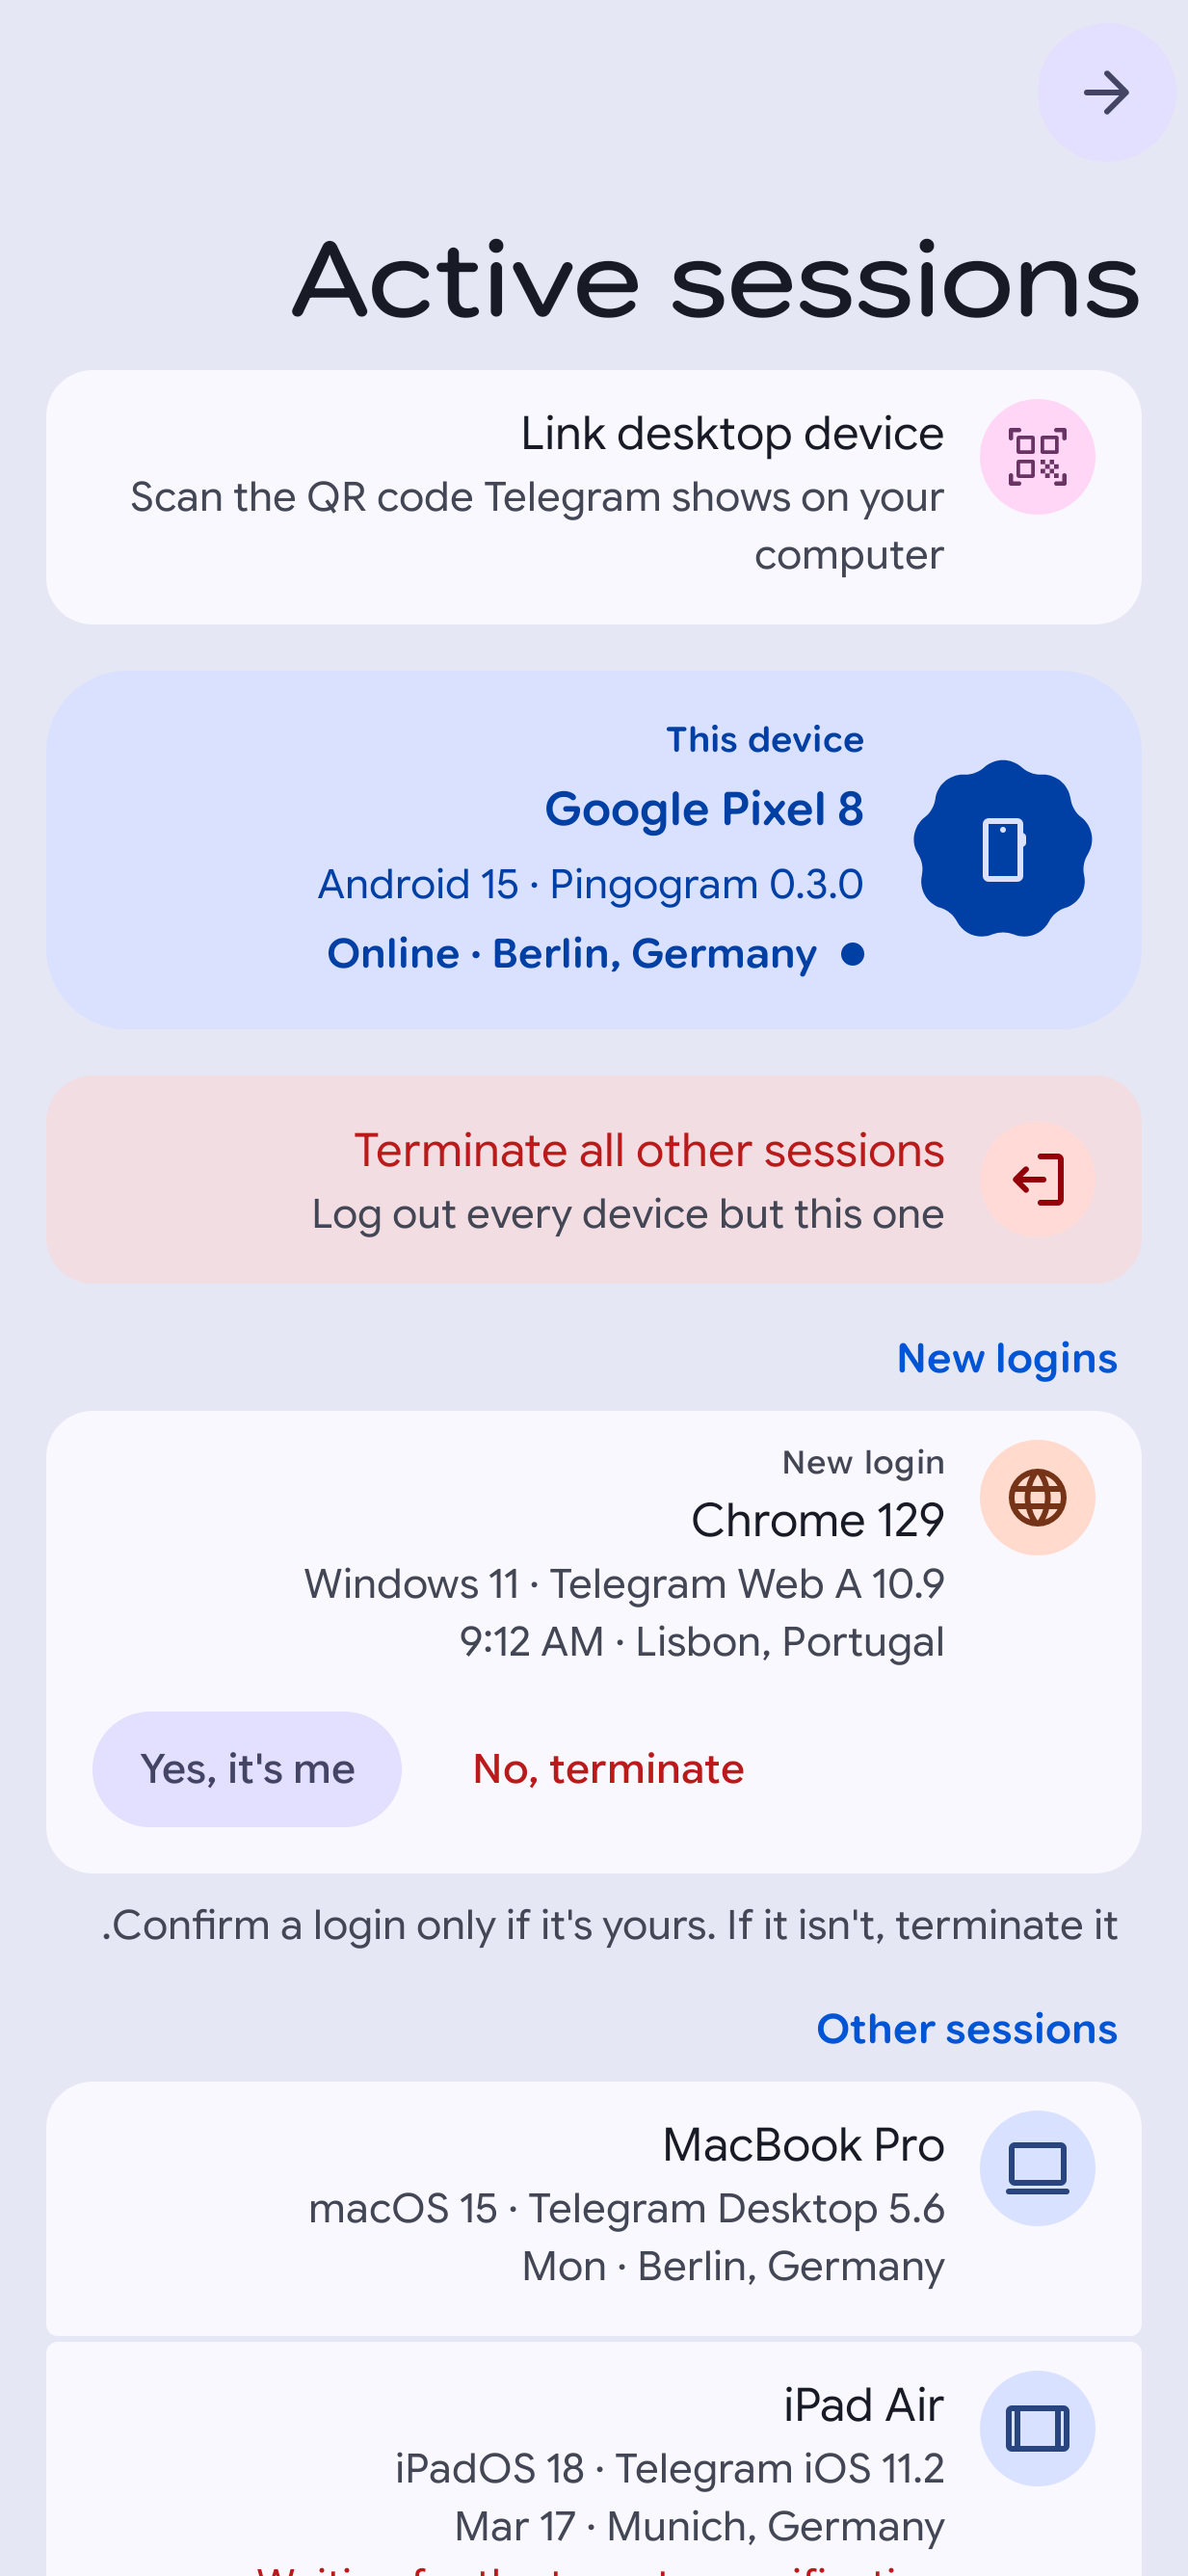 Active sessions
Link desktop device
Scan the QR code Telegram shows on your
computer
This device
Google Pixel 8
Android 15 · Pingogram 0.3.0
Online · Berlin, Germany
Terminate all other sessions
Log out every device but this one
New logins
New login
Chrome 129
Windows 11 · Telegram Web A 10.9
9:12 AM · Lisbon, Portugal
Yes, it's me
No, terminate
.Confirm a login only if it's yours. If it isn't, terminate it
Other sessions
MacBook Pro
macOS 15 · Telegram Desktop 5.6
Mon · Berlin, Germany
iPad Air
iPadOS 18 · Telegram iOS 11.2
Mar 17 · Munich, Germany